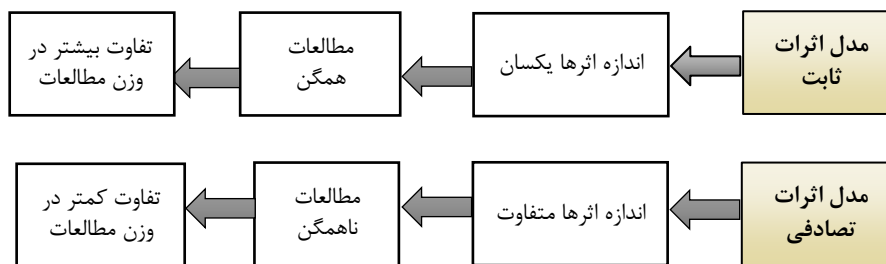 مدل اثرات
ثابت
اندازه اثرها یکسان
مطالعات
همگن
تفاوت بیشتر در
وزن مطالعات
مدل اثرات
تصادفی
اندازه اثرها متفاوت
مطالعات
ناهمگن
تفاوت کمتر در
وزن مطالعات